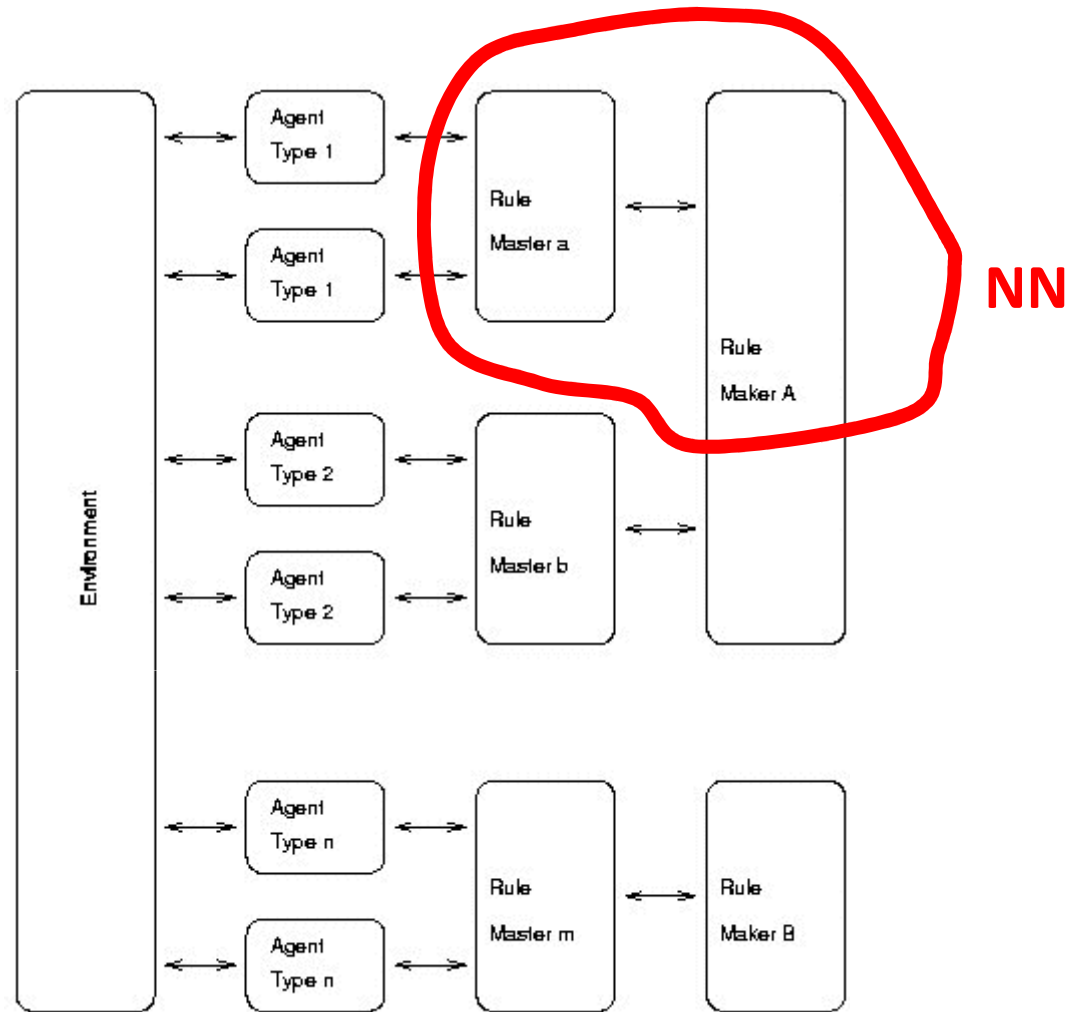 Environment
Agent
Type 1
Agent
Type 1
Rule
Master a
Rule
Maker A
NN
Agent
Type 2
Agent
Type 2
Rule
Master b
Agent
Type n
Agent
Type n
Rule
Master m
Rule
Maker B